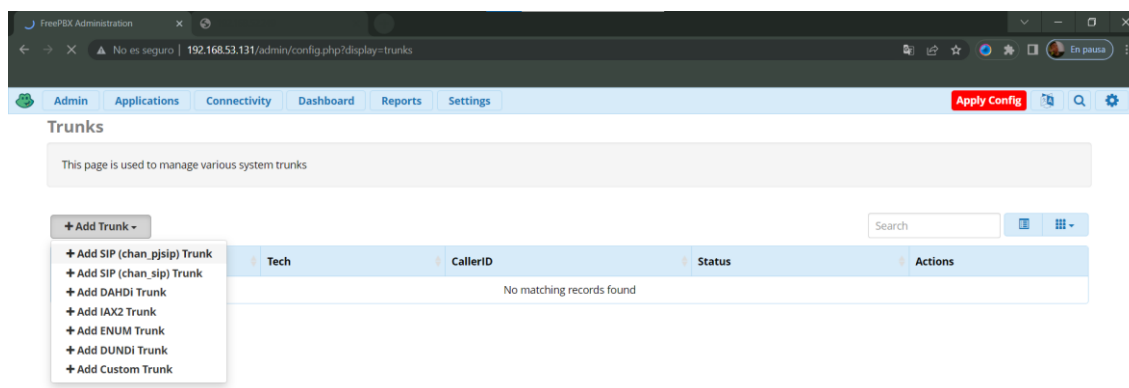 FreePBX Administration
No es seguro | 192.168.53.131/admin/config.php?display=trunks
En pausa
Admin Applications Connectivity Dashboard Reports Settings
Apply Config
Trunks
This page is used to manage various system trunks
+ Add Trunk
Search
+ Add SIP (chan_pjsip) Trunk
+ Add SIP (chan_sip) Trunk
+ Add DAHDi Trunk
+ Add IAX2 Trunk
+ Add ENUM Trunk
+ Add DUNDi Trunk
+ Add Custom Trunk
Tech CallerID Status Actions
No matching records found